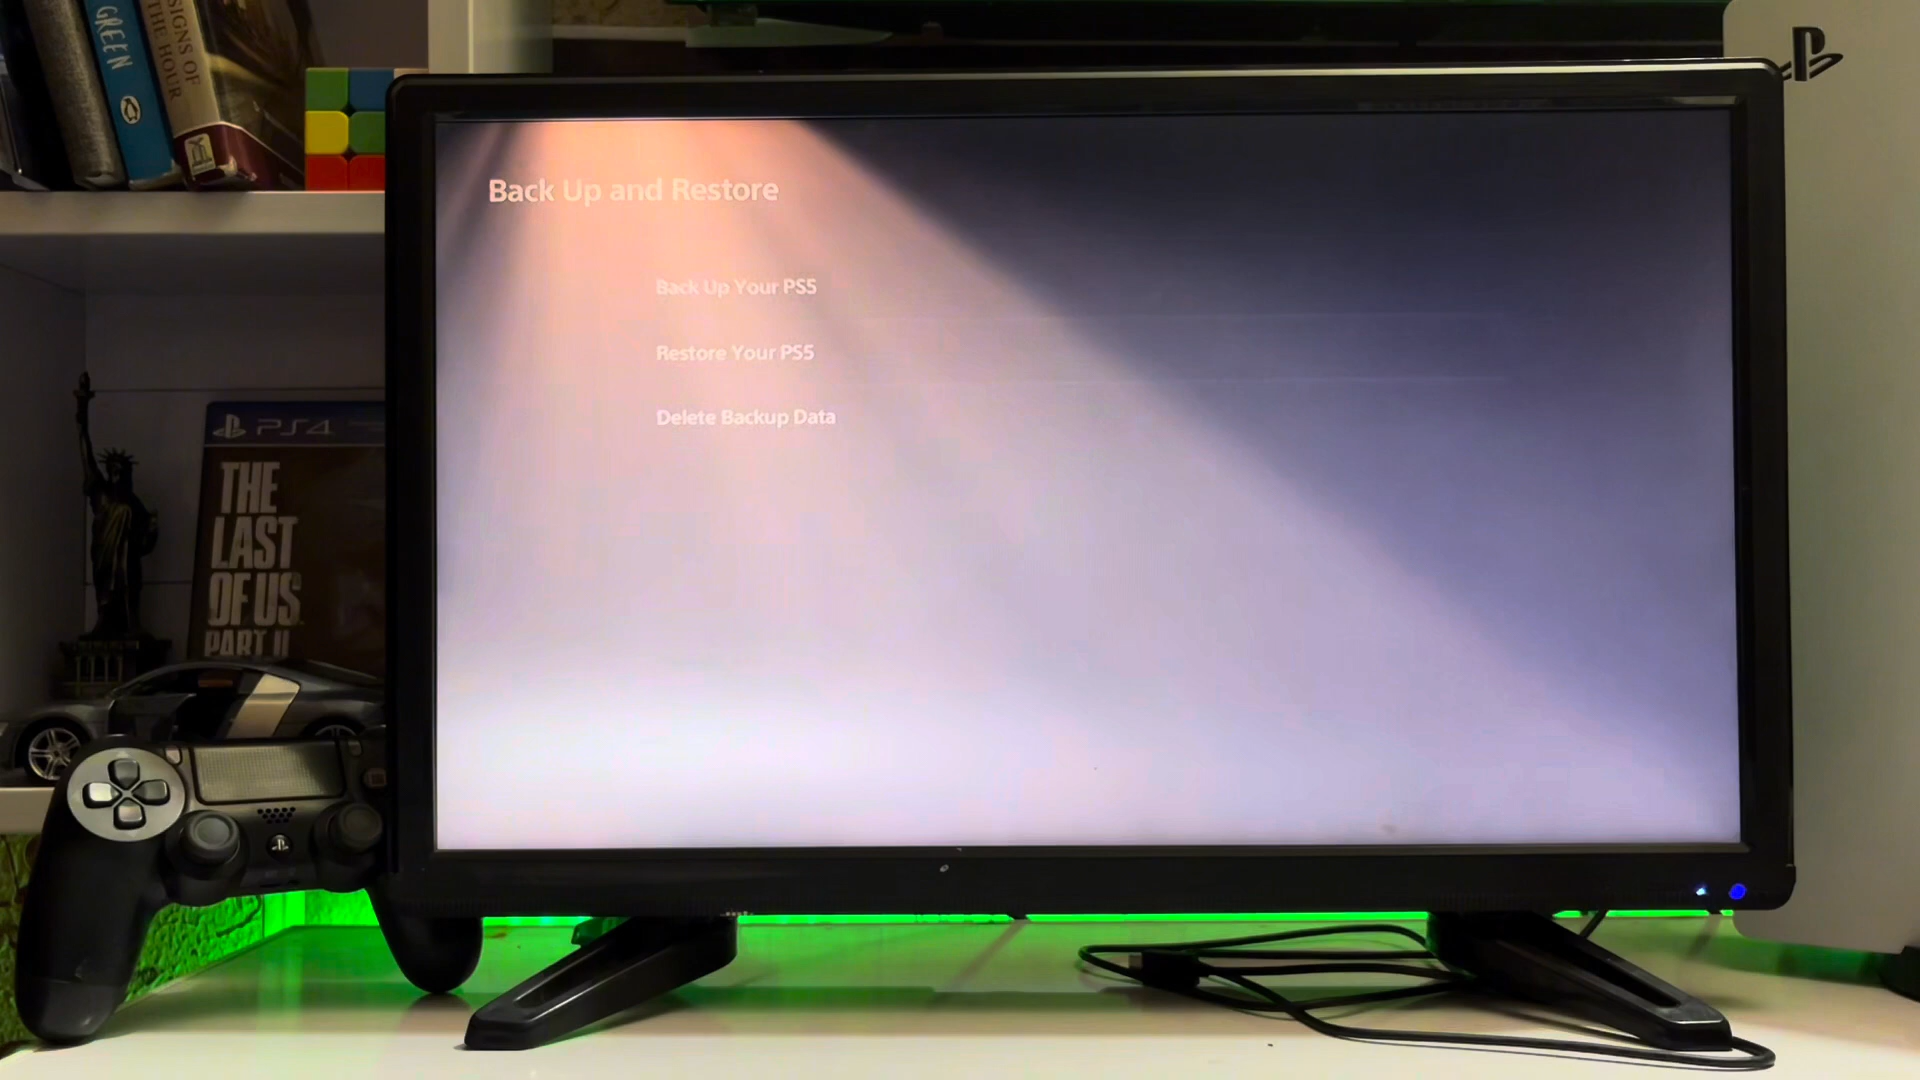 GREEN
SIGNS OF
THE HOUR
Back Up and Restore
Back Up Your PS5
Restore Your PS5
Delete Backup Data
PS4
THE
LAST
OF US
PART II